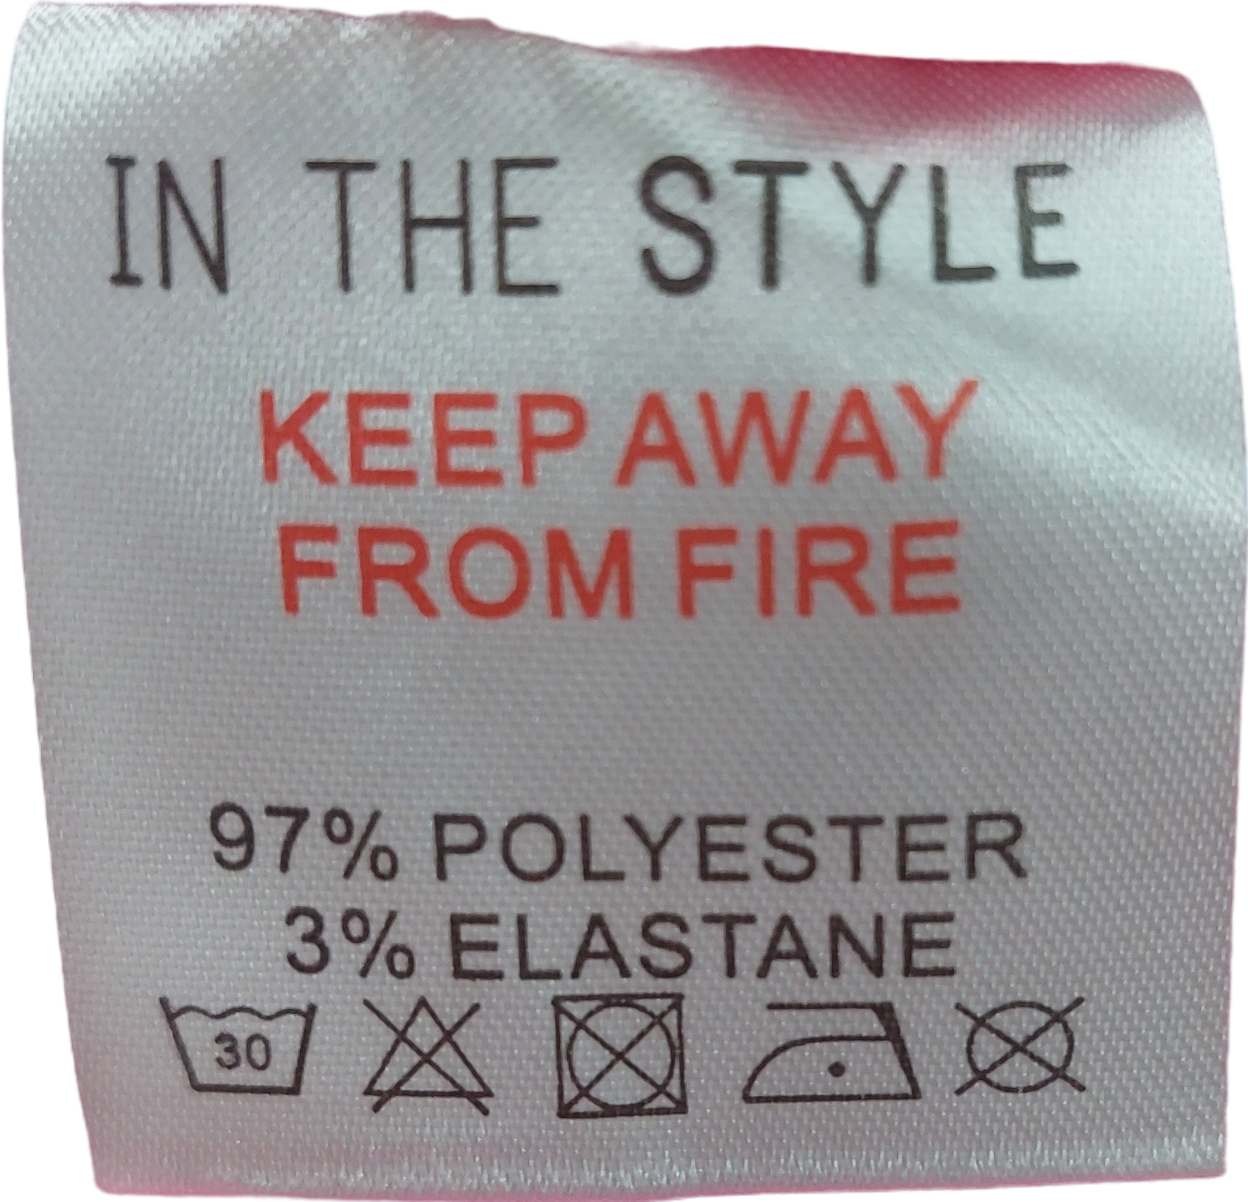 IN THE STYLE
KEEP AWAY
FROM FIRE
97% POLYESTER
3% ELASTANE
30